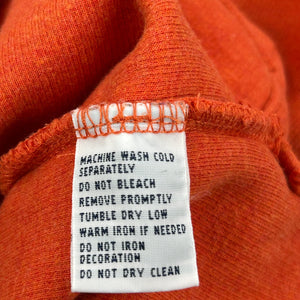 MACHINE WASH COLD
SEPARATELY
DO NOT BLEACH
REMOVE PROMPTLY
TUMBLE DRY LOW
WARM IRON IF NEEDED
DO NOT IRON
DECORATION
DO NOT DRY CLEAN